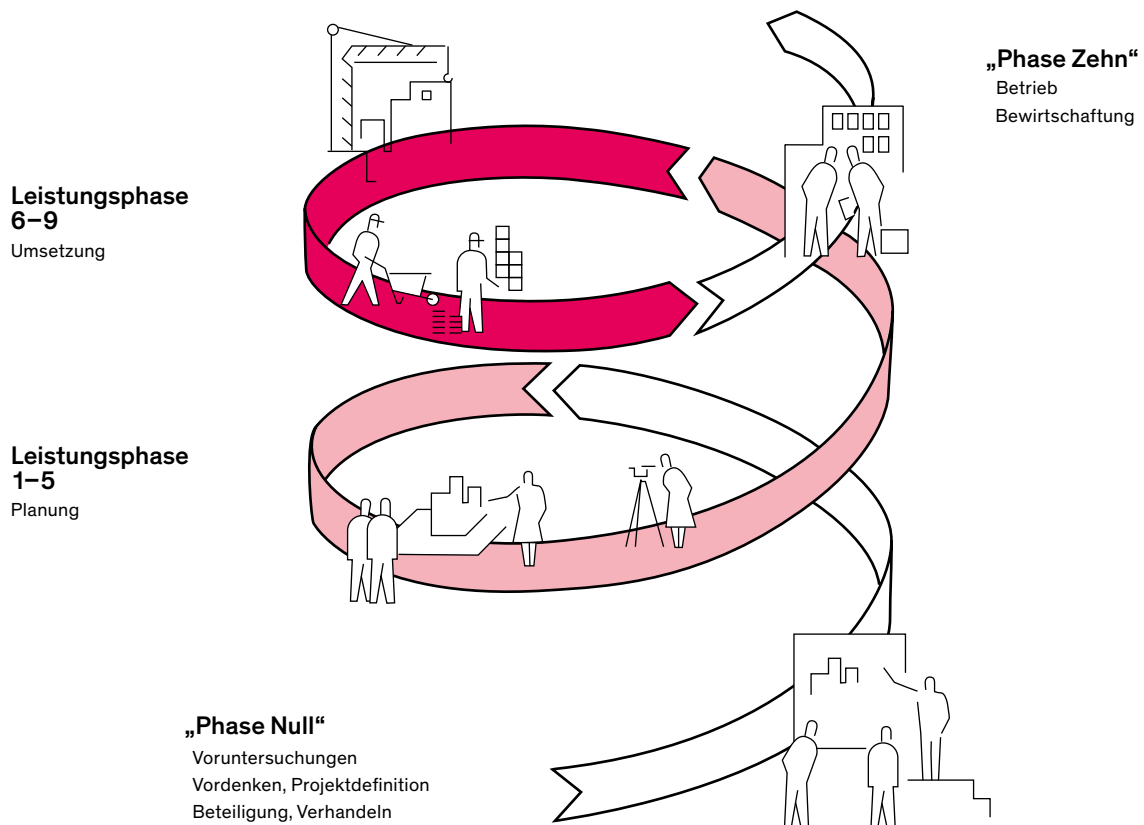 „Phase Zehn“
Betrieb
Bewirtschaftung
Leistungsphase
6–9
Umsetzung
Leistungsphase
1–5
Planung
„Phase Null“
Voruntersuchungen
Vordenken, Projektdefinition
Beteiligung, Verhandeln